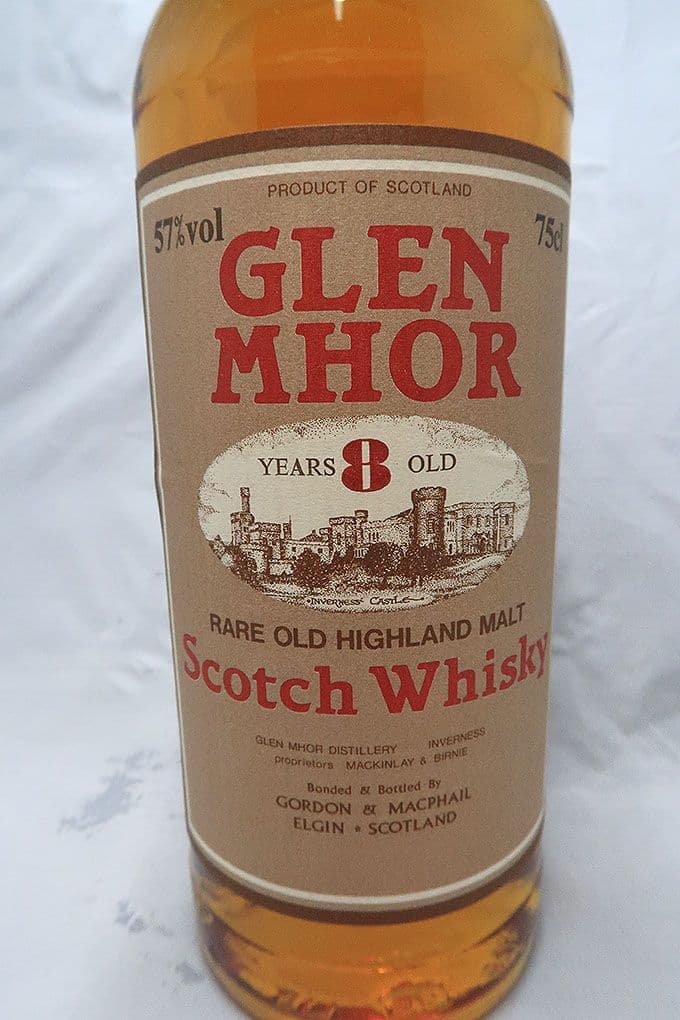 PRODUCT OF SCOTLAND
57%vol
75cl
GLEN
MHOR
YEARS 8 OLD
INVERNESS CASTLE
RARE OLD HIGHLAND MALT
Scotch Whisky
GLEN MHOR DISTILLERY INVERNESS
proprietors MACKINLAY & BIRNIE
Bonded & Bottled By
GORDON & MACPHAIL
ELGIN * SCOTLAND